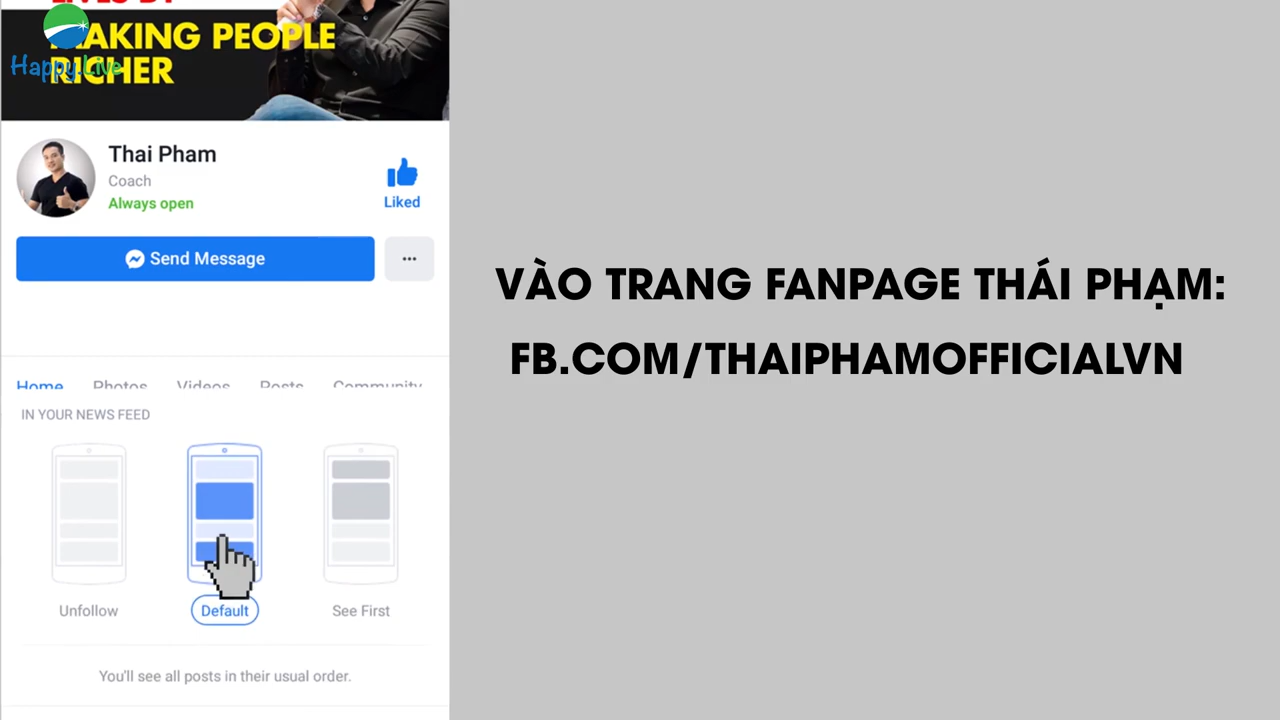 MAKING PEOPLE
RICHER
Happy.Live
Thai Pham
Coach
Always open
Liked
Send Message
VÀO TRANG FANPAGE THÁI PHẠM:
FB.COM/THAIPHAMOFFICIALVN
Home Photos Videos Posts Community
IN YOUR NEWS FEED
Unfollow Default See First
You'll see all posts in their usual order.